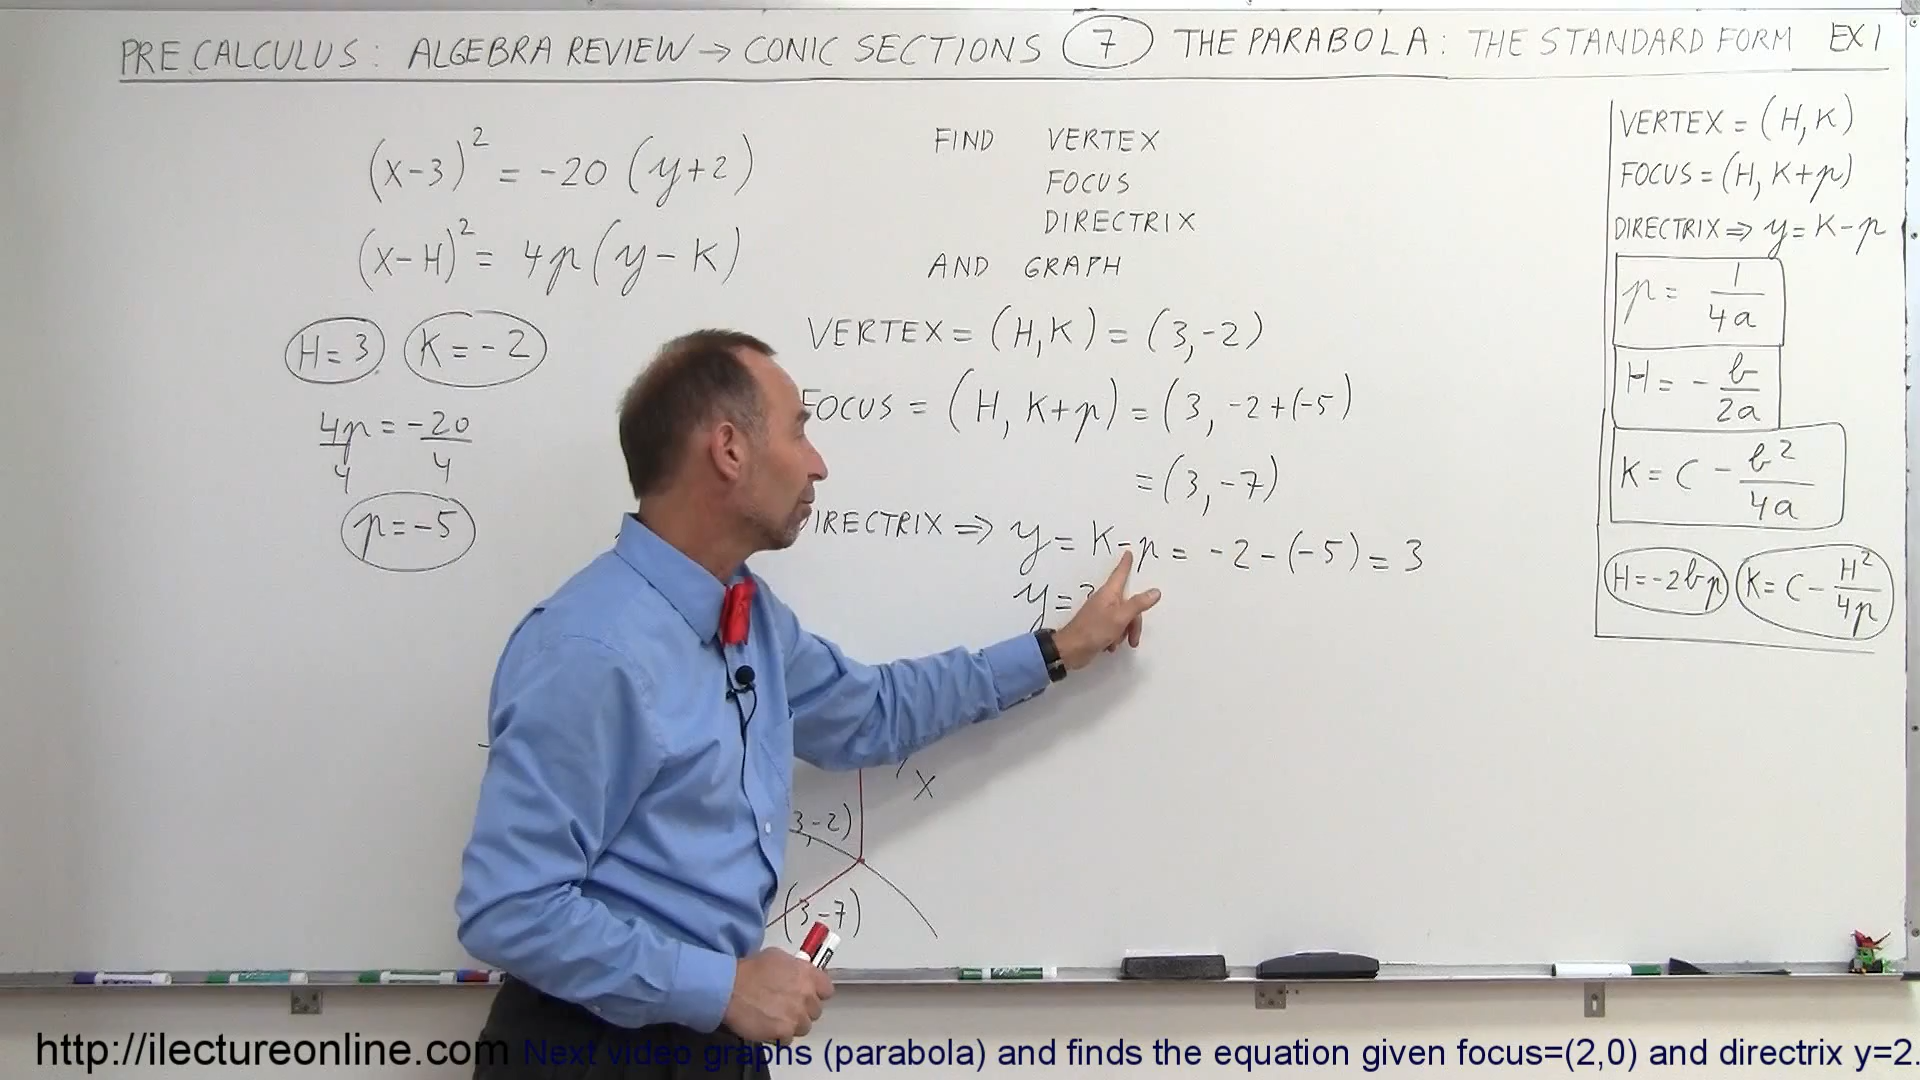 PRECALCULUS: ALGEBRA REVIEW → CONIC SECTIONS (7) THE PARABOLA: THE STANDARD FORM EX 1
(x-3)² = -20 (y+2)
(x-H)² = 4p (y-K)
H=3 K=-2
4p = -20
4 4
p=-5
FIND VERTEX
FOCUS
DIRECTRIX
AND GRAPH
VERTEX = (H,K) = (3,-2)
FOCUS = (H, K+p) = (3, -2+(-5)
= (3, -7)
DIRECTRIX ⇒ y = K-p = -2-(-5) = 3
y=3
X
3-2)
(3-7)
VERTEX = (H,K)
FOCUS = (H, K+p)
DIRECTRIX ⇒ y = K-p
p = 1/4a
H = - b/2a
K = C - b²/4a
H=-2bp K=C-H²/4p
http://ilectureonline.com Next video graphs (parabola) and finds the equation given focus=(2,0) and directrix y=2.